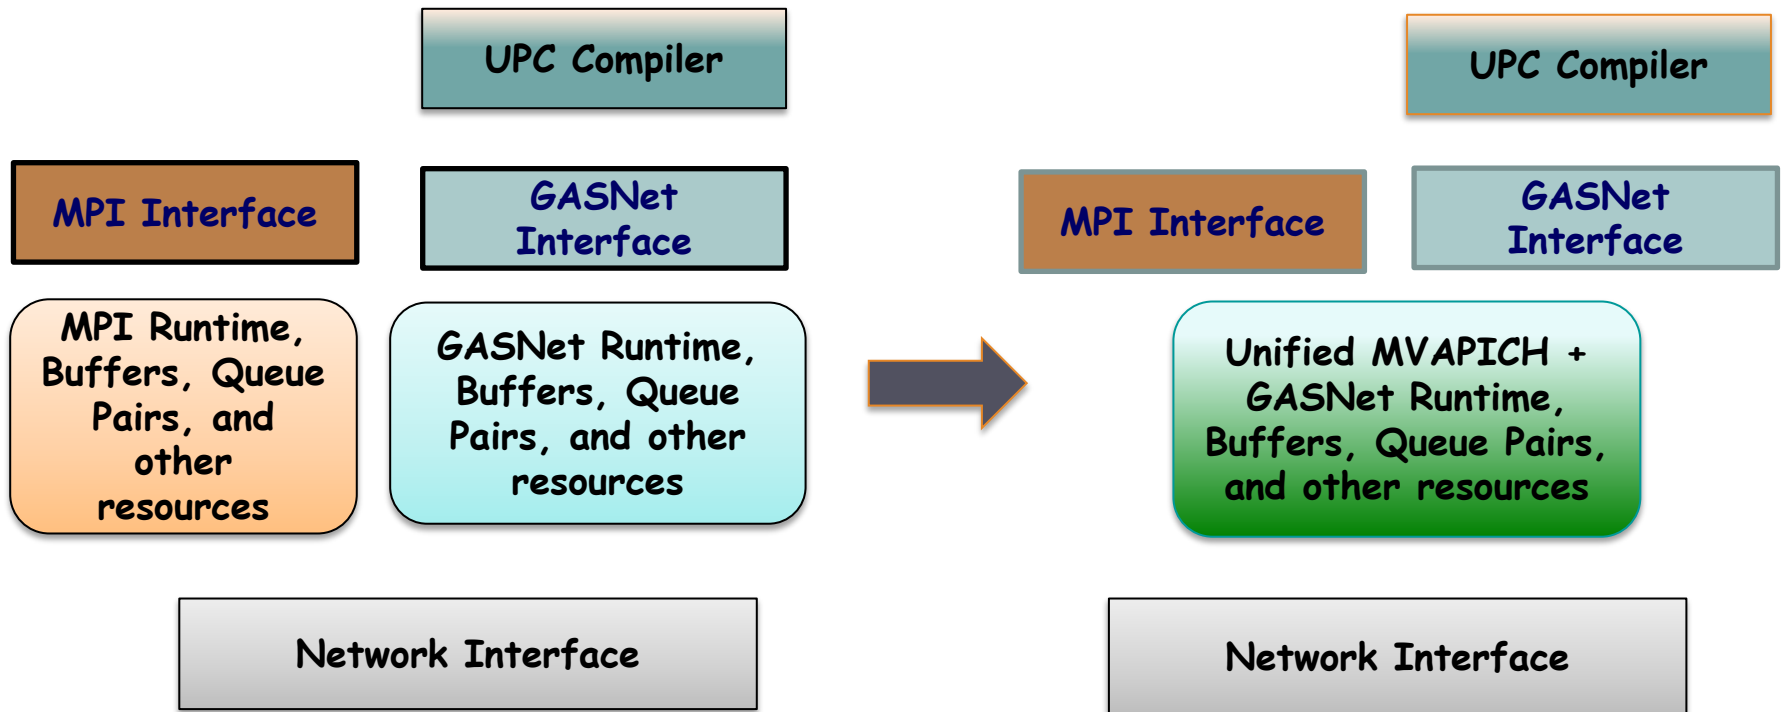 UPC Compiler
MPI Interface
GASNet
Interface
MPI Runtime,
Buffers, Queue
Pairs, and
other
resources
GASNet Runtime,
Buffers, Queue
Pairs, and other
resources
Network Interface
UPC Compiler
MPI Interface
GASNet
Interface
Unified MVAPICH +
GASNet Runtime,
Buffers, Queue Pairs,
and other resources
Network Interface